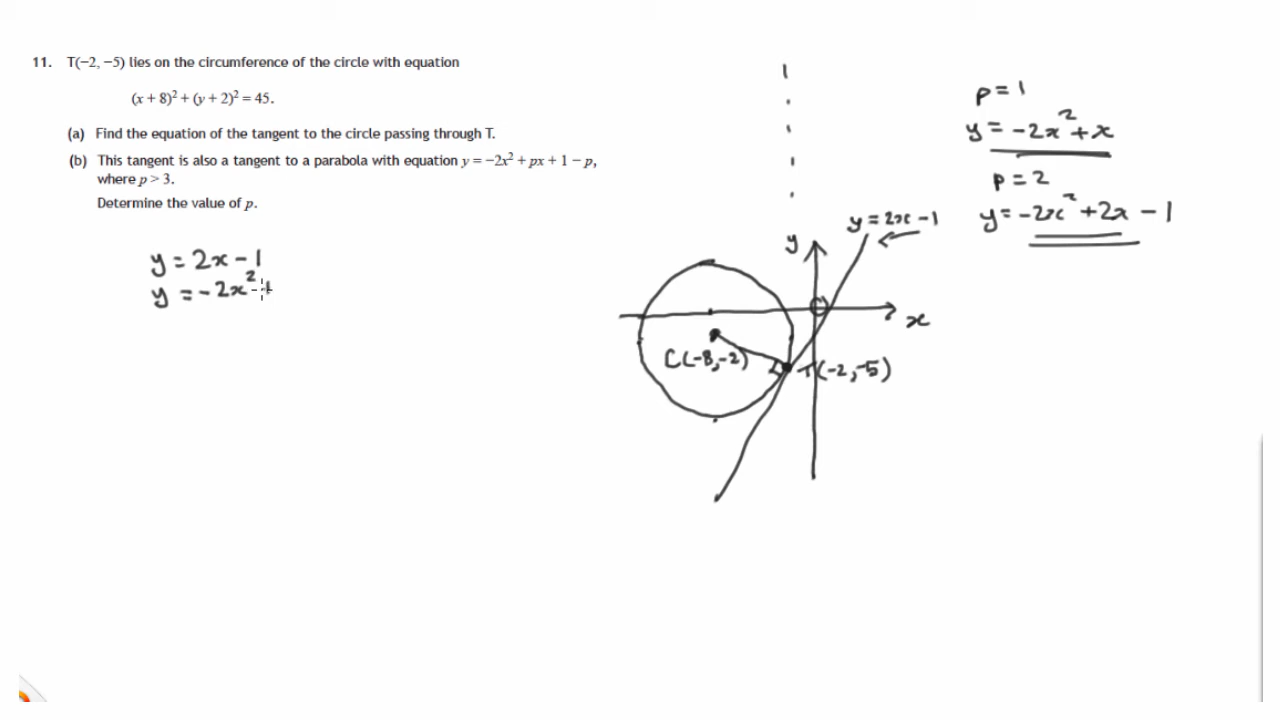 11. T(−2, −5) lies on the circumference of the circle with equation
(x + 8)² + (y + 2)² = 45.
(a) Find the equation of the tangent to the circle passing through T.
(b) This tangent is also a tangent to a parabola with equation y = −2x² + px + 1 − p,
where p > 3.
Determine the value of p.
y = 2x − 1
y = −2x² +
p = 1
y = −2x² + x
p = 2
y = −2x² + 2x − 1
y = 2x − 1
y
x
C(−8, −2)
T(−2, −5)